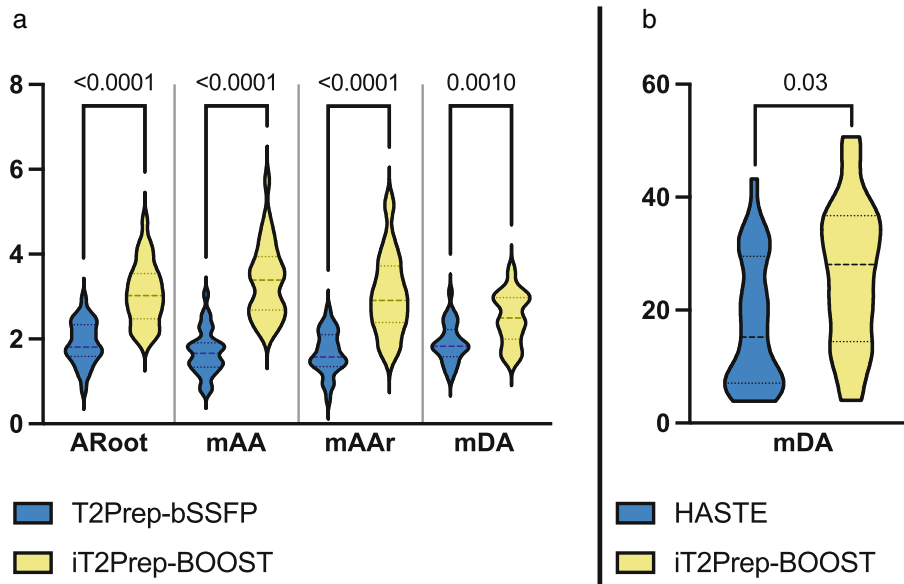 a
8
6
4
2
0
<0.0001
<0.0001
<0.0001
0.0010
ARoot
mAA
mAAr
mDA
T2Prep-bSSFP
iT2Prep-BOOST
b
60
40
20
0
0.03
mDA
HASTE
iT2Prep-BOOST